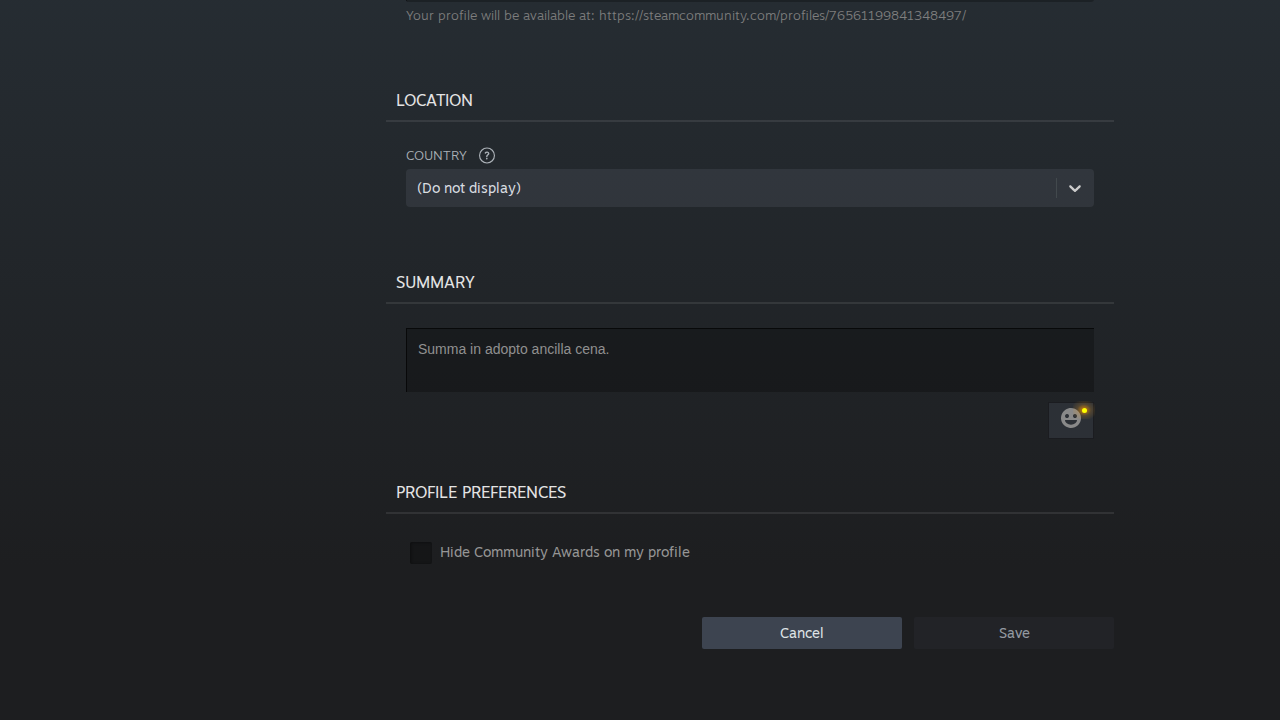 Your profile will be available at: https://steamcommunity.com/profiles/76561199841348497/
LOCATION
COUNTRY ?
(Do not display)
SUMMARY
Summa in adopto ancilla cena.
PROFILE PREFERENCES
Hide Community Awards on my profile
Cancel
Save